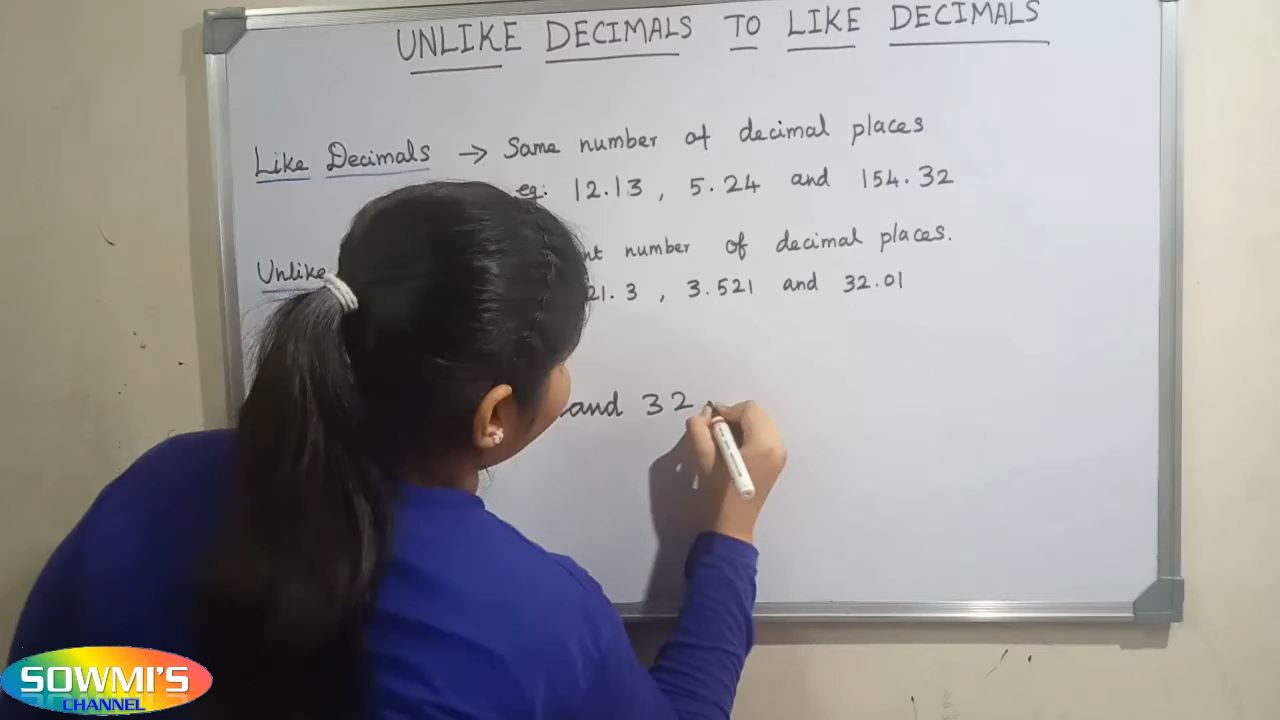 UNLIKE DECIMALS TO LIKE DECIMALS
Like Decimals → Same number of decimal places
eg: 12.13 , 5.24 and 154.32
Unlike number of decimal places.
21.3 , 3.521 and 32.01
and 32
SOWMI'S
CHANNEL